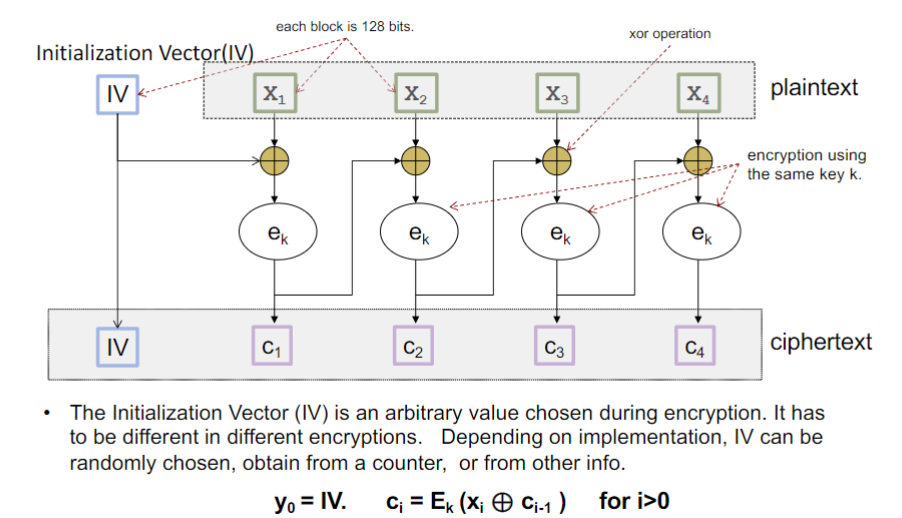 each block is 128 bits.
xor operation
Initialization Vector(IV)
IV
X₁
X₂
X₃
X₄
plaintext
encryption using
the same key k.
eₖ
eₖ
eₖ
eₖ
IV
c₁
c₂
c₃
c₄
ciphertext
• The Initialization Vector (IV) is an arbitrary value chosen during encryption. It has
to be different in different encryptions. Depending on implementation, IV can be
randomly chosen, obtain from a counter, or from other info.
y₀ = IV. cᵢ = Eₖ (xᵢ ⊕ cᵢ₋₁ ) for i>0